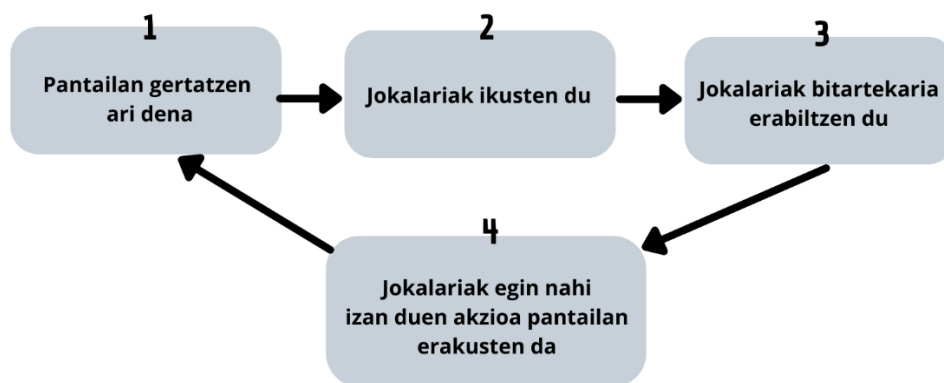 1
Pantailan gertatzen
ari dena
2
Jokalariak ikusten du
3
Jokalariak bitartekaria
erabiltzen du
4
Jokalariak egin nahi
izan duen akzioa pantailan
erakusten da